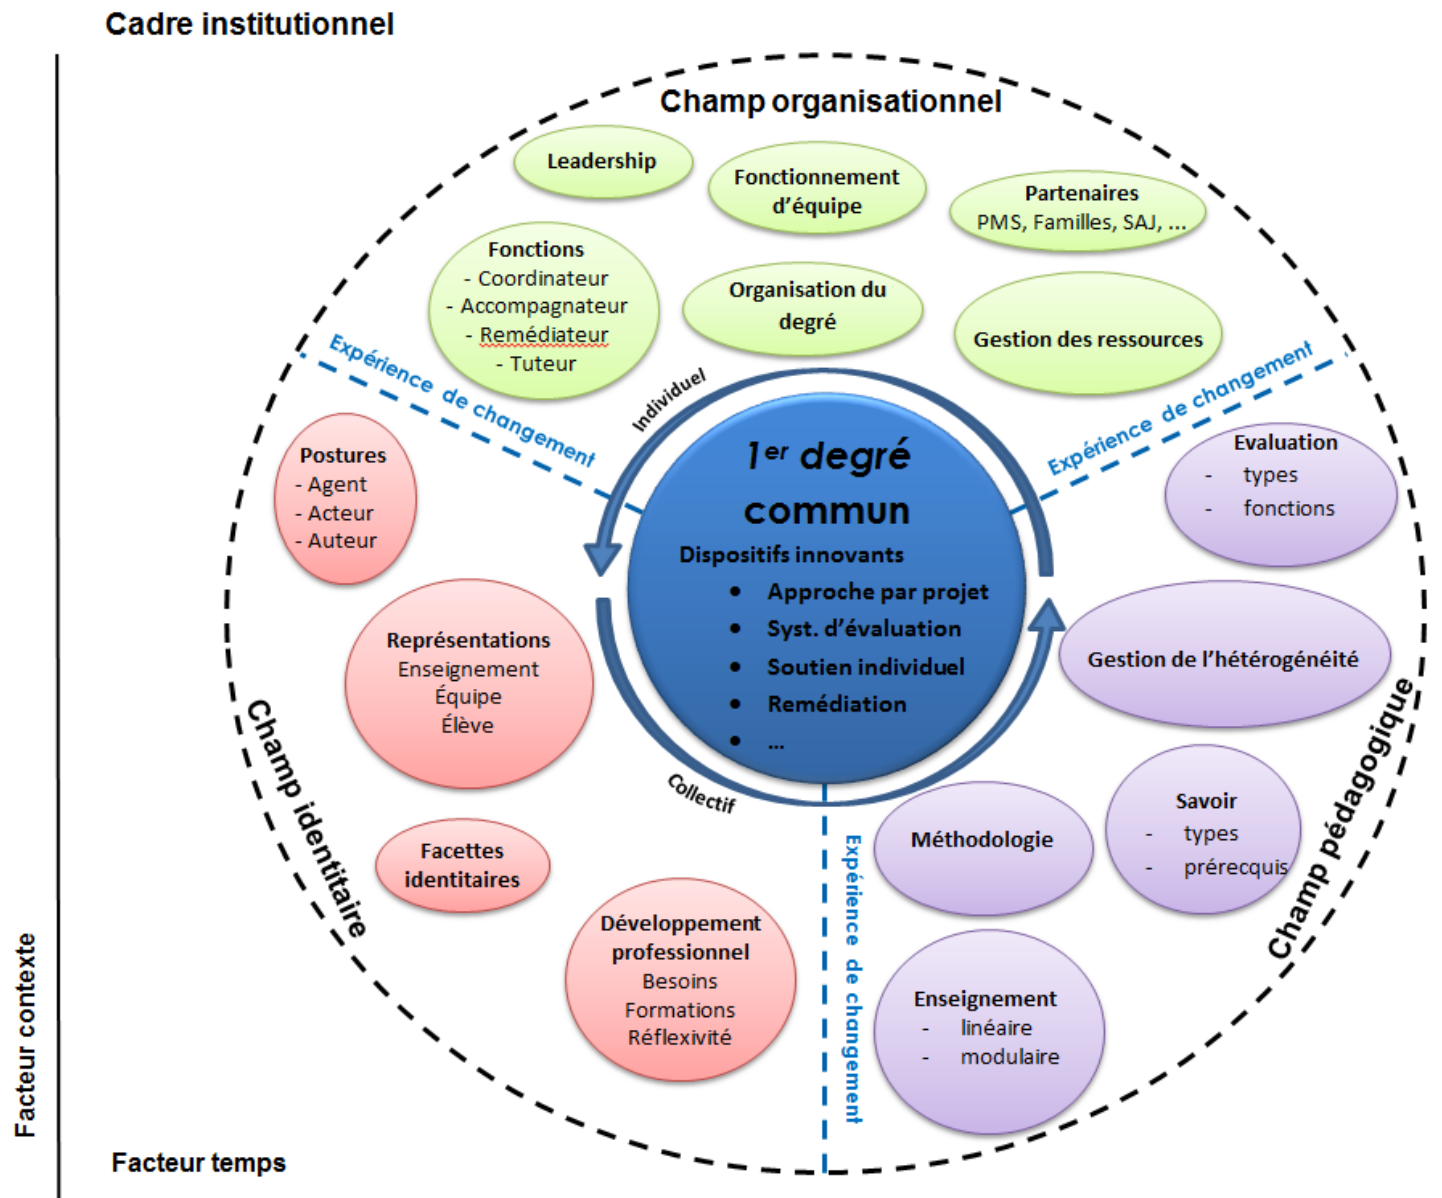 Cadre institutionnel
Champ organisationnel
Leadership
Fonctionnement
d'équipe
Partenaires
PMS, Familles, SAJ, ...
Fonctions
- Coordinateur
- Accompagnateur
- Remédiateur
- Tuteur
Organisation du
degré
Gestion des ressources
Expérience de changement
Individuel
Expérience de changement
1er degré
commun
Dispositifs innovants
• Approche par projet
• Syst. d'évaluation
• Soutien individuel
• Remédiation
• ...
Collectif
Postures
- Agent
- Acteur
- Auteur
Représentations
Enseignement
Équipe
Élève
Champ identitaire
Facettes
identitaires
Développement
professionnel
Besoins
Formations
Réflexivité
Expérience de changement
Evaluation
- types
- fonctions
Gestion de l'hétérogénéité
Savoir
- types
- prérecquis
Méthodologie
Enseignement
- linéaire
- modulaire
Champ pédagogique
Facteur contexte
Facteur temps